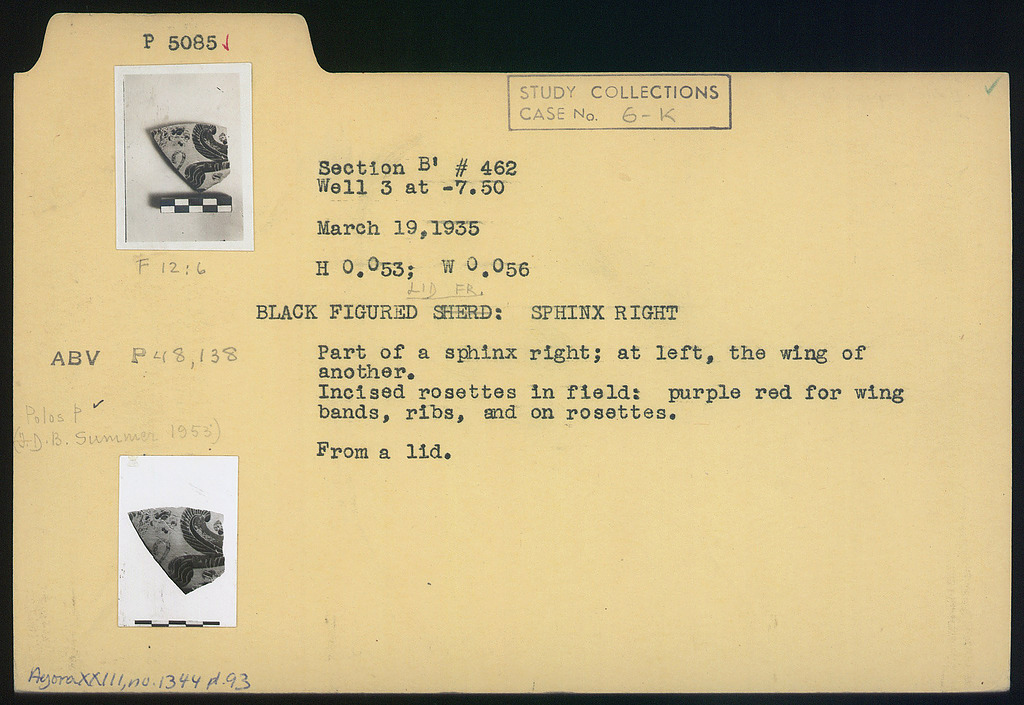 P 5085
STUDY COLLECTIONS
CASE No. G-K
Section B' # 462
Well 3 at -7.50
March 19, 1935
H 0.053; W 0.056
F 12:6
LID FR.
BLACK FIGURED SHERD: SPHINX RIGHT
ABV P 48,138
Part of a sphinx right; at left, the wing of
another.
Incised rosettes in field: purple red for wing
bands, ribs, and on rosettes.
Polos P ✓
D.B. Summer 1953)
From a lid.
Agora XXIII, no. 1344 pl. 93